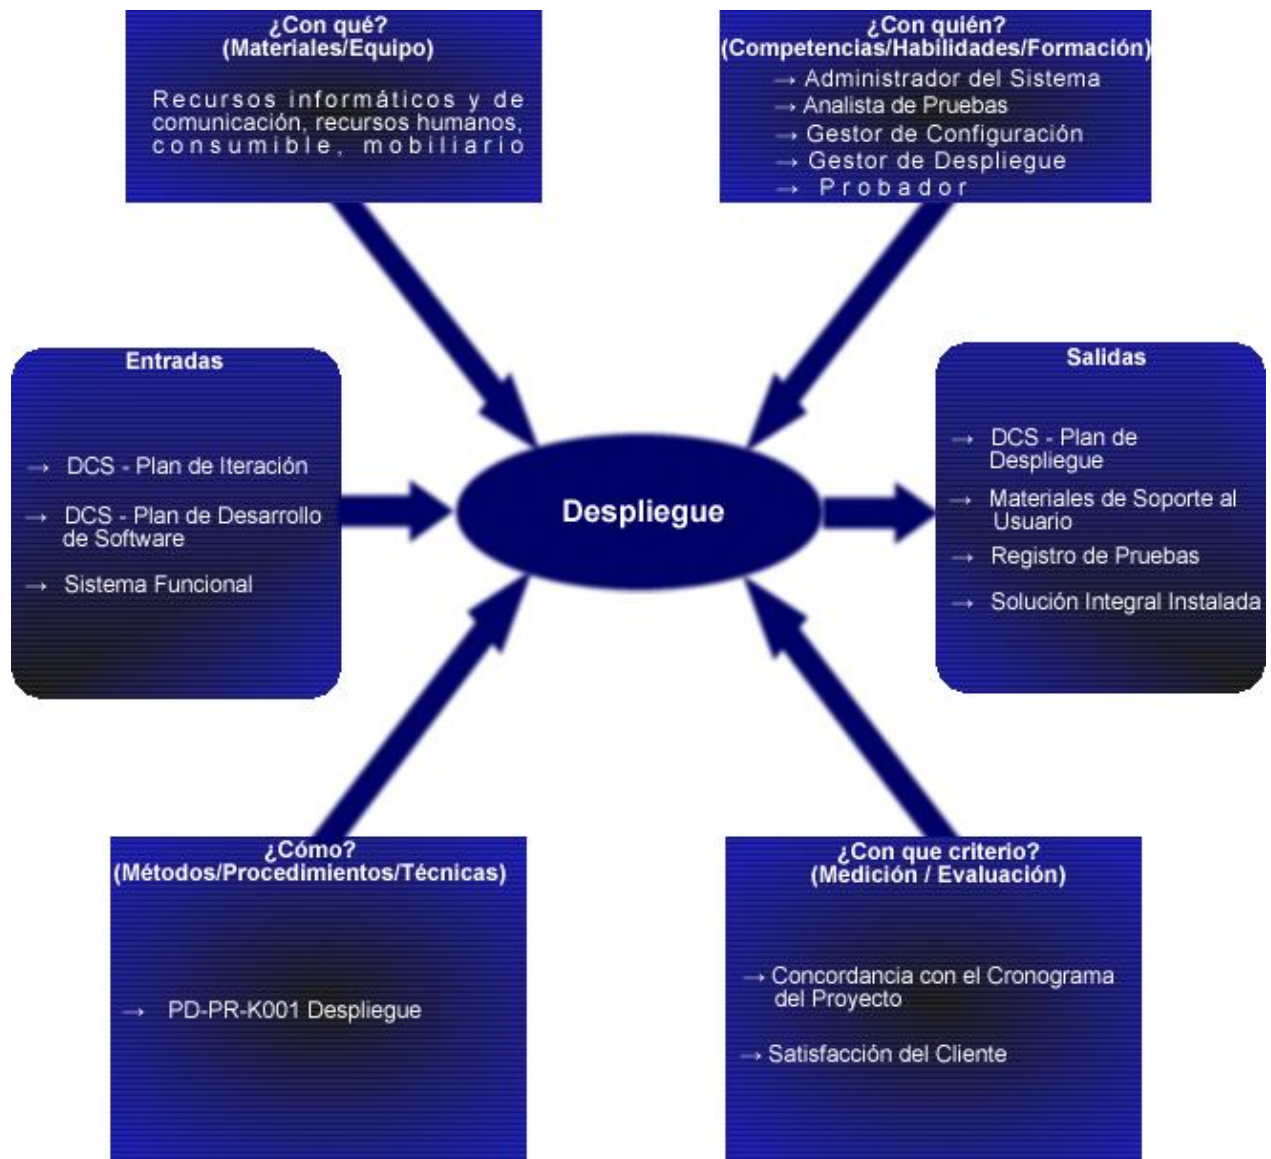 ¿Con qué?
(Materiales/Equipo)
Recursos informáticos y de
comunicación, recursos humanos,
consumible, mobiliario
¿Con quién?
(Competencias/Habilidades/Formación)
→ Administrador del Sistema
→ Analista de Pruebas
→ Gestor de Configuración
→ Gestor de Despliegue
→ Probador
Entradas
→ DCS - Plan de Iteración
→ DCS - Plan de Desarrollo
de Software
→ Sistema Funcional
Despliegue
Salidas
→ DCS - Plan de
Despliegue
→ Materiales de Soporte al
Usuario
→ Registro de Pruebas
→ Solución Integral Instalada
¿Cómo?
(Métodos/Procedimientos/Técnicas)
→ PD-PR-K001 Despliegue
¿Con que criterio?
(Medición / Evaluación)
→ Concordancia con el Cronograma
del Proyecto
→ Satisfacción del Cliente